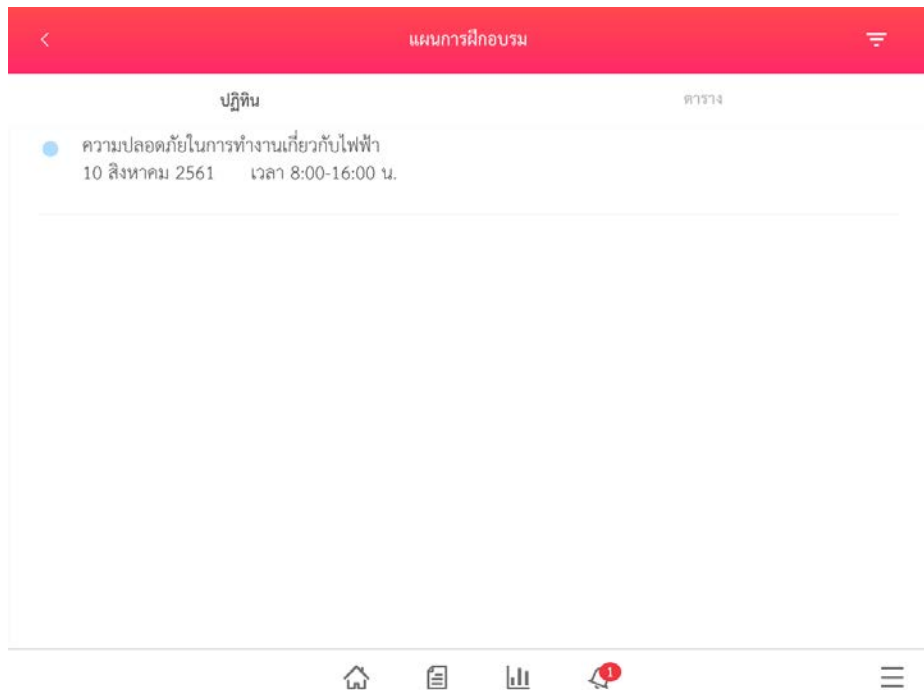 แผนการฝึกอบรม
ปฏิทิน ตาราง
ความปลอดภัยในการทำงานเกี่ยวกับไฟฟ้า
10 สิงหาคม 2561 เวลา 8:00-16:00 น.
1